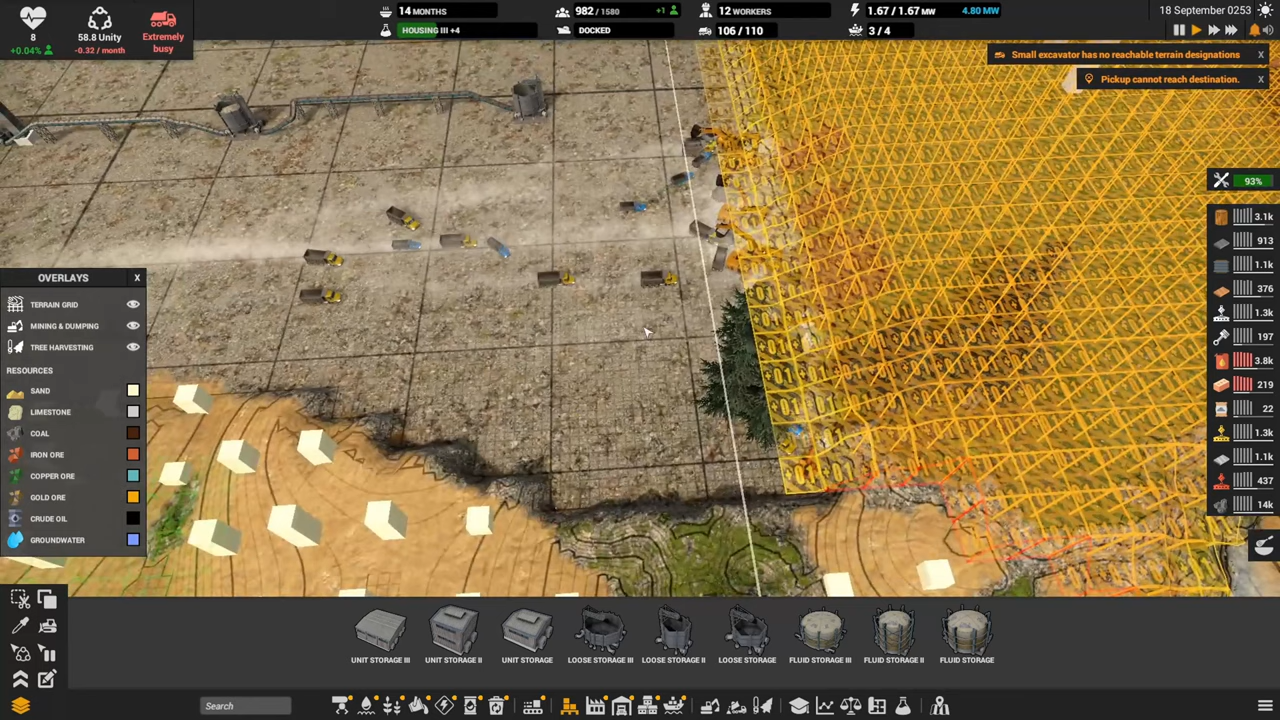 14 MONTHS
982 / 1580
+1
12 WORKERS
1.67 / 1.67 MW
4.80 MW
18 September 0253
8
58.8 Unity
Extremely
busy
+0.04%
-0.32 / month
HOUSING III +4
DOCKED
106 / 110
3 / 4
Small excavator has no reachable terrain designations
X
Pickup cannot reach destination.
X
93%
3.1k
913
1.1k
376
1.3k
197
3.8k
219
22
1.3k
1.1k
437
14k
OVERLAYS
X
TERRAIN GRID
MINING & DUMPING
TREE HARVESTING
RESOURCES
SAND
LIMESTONE
COAL
IRON ORE
COPPER ORE
GOLD ORE
CRUDE OIL
GROUNDWATER
UNIT STORAGE III
UNIT STORAGE II
UNIT STORAGE
LOOSE STORAGE III
LOOSE STORAGE II
LOOSE STORAGE
FLUID STORAGE III
FLUID STORAGE II
FLUID STORAGE
Search